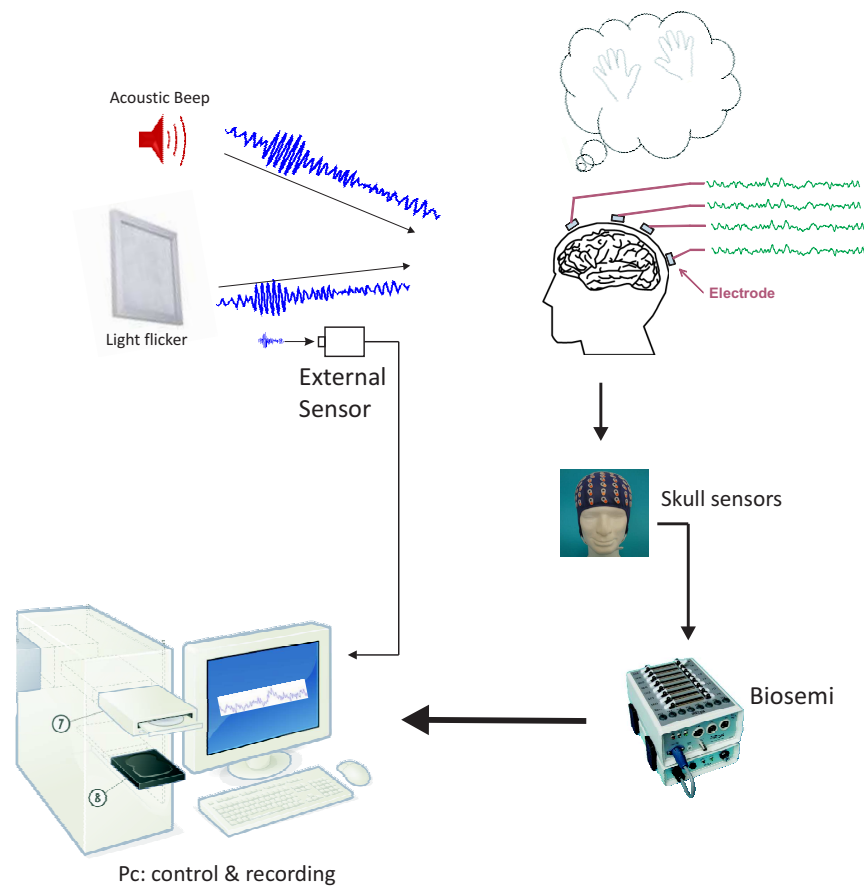 Acoustic Beep
Light flicker
External
Sensor
Electrode
Skull sensors
Biosemi
7
8
Pc: control & recording